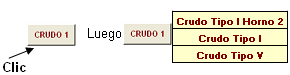 CRUDO 1
Clic
Luego
CRUDO 1
Crudo Tipo I Horno 2
Crudo Tipo I
Crudo Tipo V